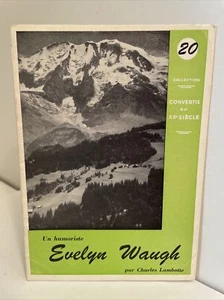 20
COLLECTION
CONVERTIS
DU
XXe SIÈCLE
Un humoriste
Evelyn Waugh
par Charles Lambotte